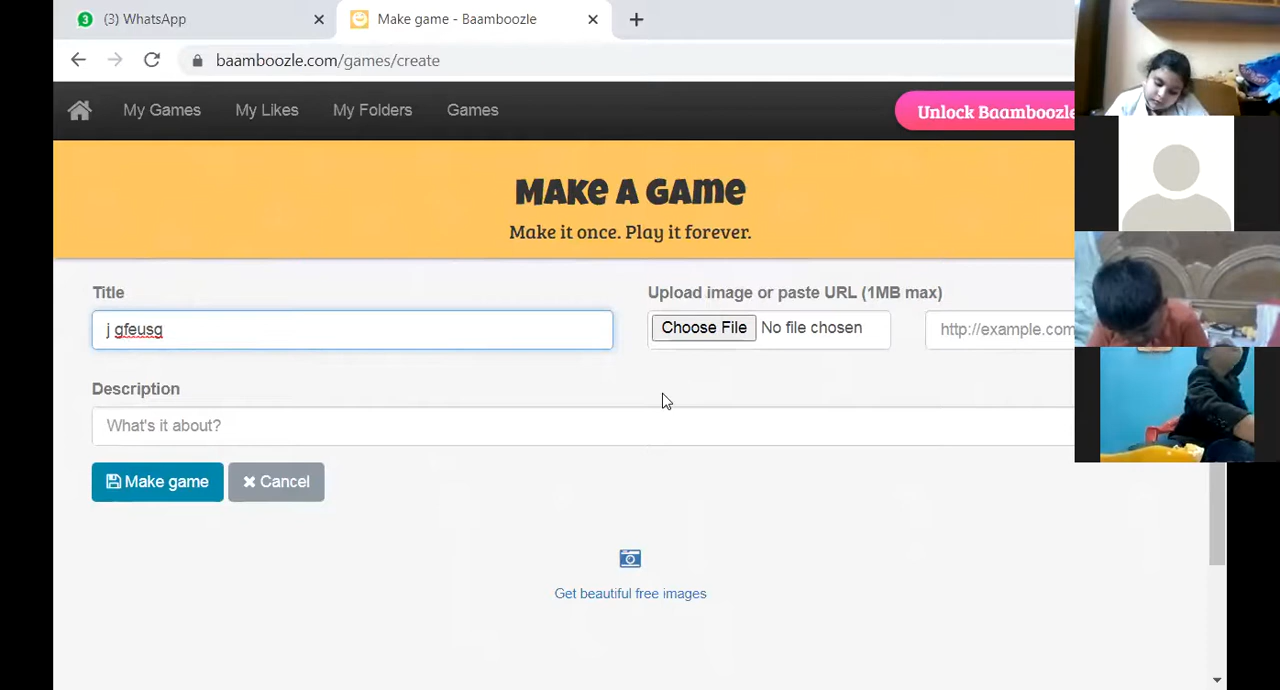 (3) WhatsApp
Make game - Baamboozle
baamboozle.com/games/create
My Games My Likes My Folders Games
Unlock Baamboozle
Make a Game
Make it once. Play it forever.
Title
Upload image or paste URL (1MB max)
j gfeusg
Choose File No file chosen
http://example.com
Description
What's it about?
Make game Cancel
Get beautiful free images